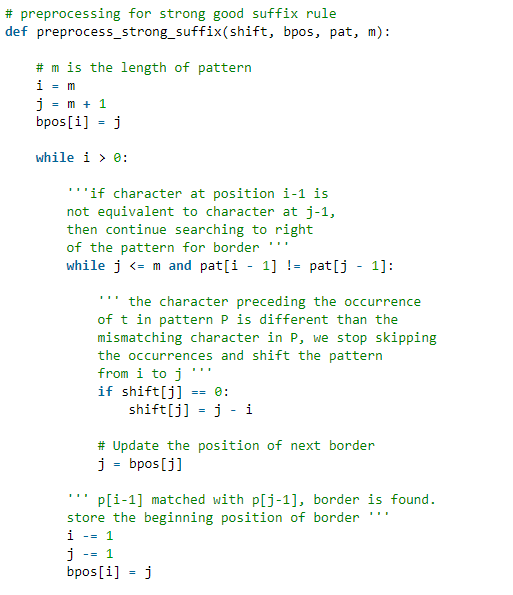 # preprocessing for strong good suffix rule
def preprocess_strong_suffix(shift, bpos, pat, m):

    # m is the length of pattern
    i = m
    j = m + 1
    bpos[i] = j

    while i > 0:

        '''if character at position i-1 is
        not equivalent to character at j-1,
        then continue searching to right
        of the pattern for border '''
        while j <= m and pat[i - 1] != pat[j - 1]:

            ''' the character preceding the occurrence
            of t in pattern P is different than the
            mismatching character in P, we stop skipping
            the occurrences and shift the pattern
            from i to j '''
            if shift[j] == 0:
                shift[j] = j - i

            # Update the position of next border
            j = bpos[j]

        ''' p[i-1] matched with p[j-1], border is found.
        store the beginning position of border '''
        i -= 1
        j -= 1
        bpos[i] = j